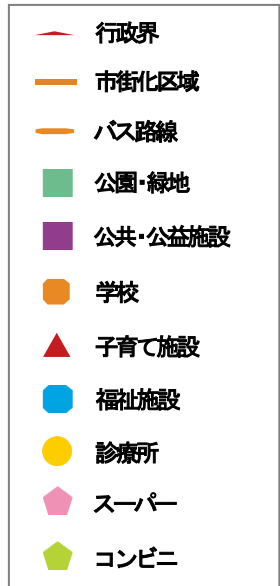 行政界
市街化区域
バス路線
公園・緑地
公共・公益施設
学校
子育て施設
福祉施設
診療所
スーパー
コンビニ